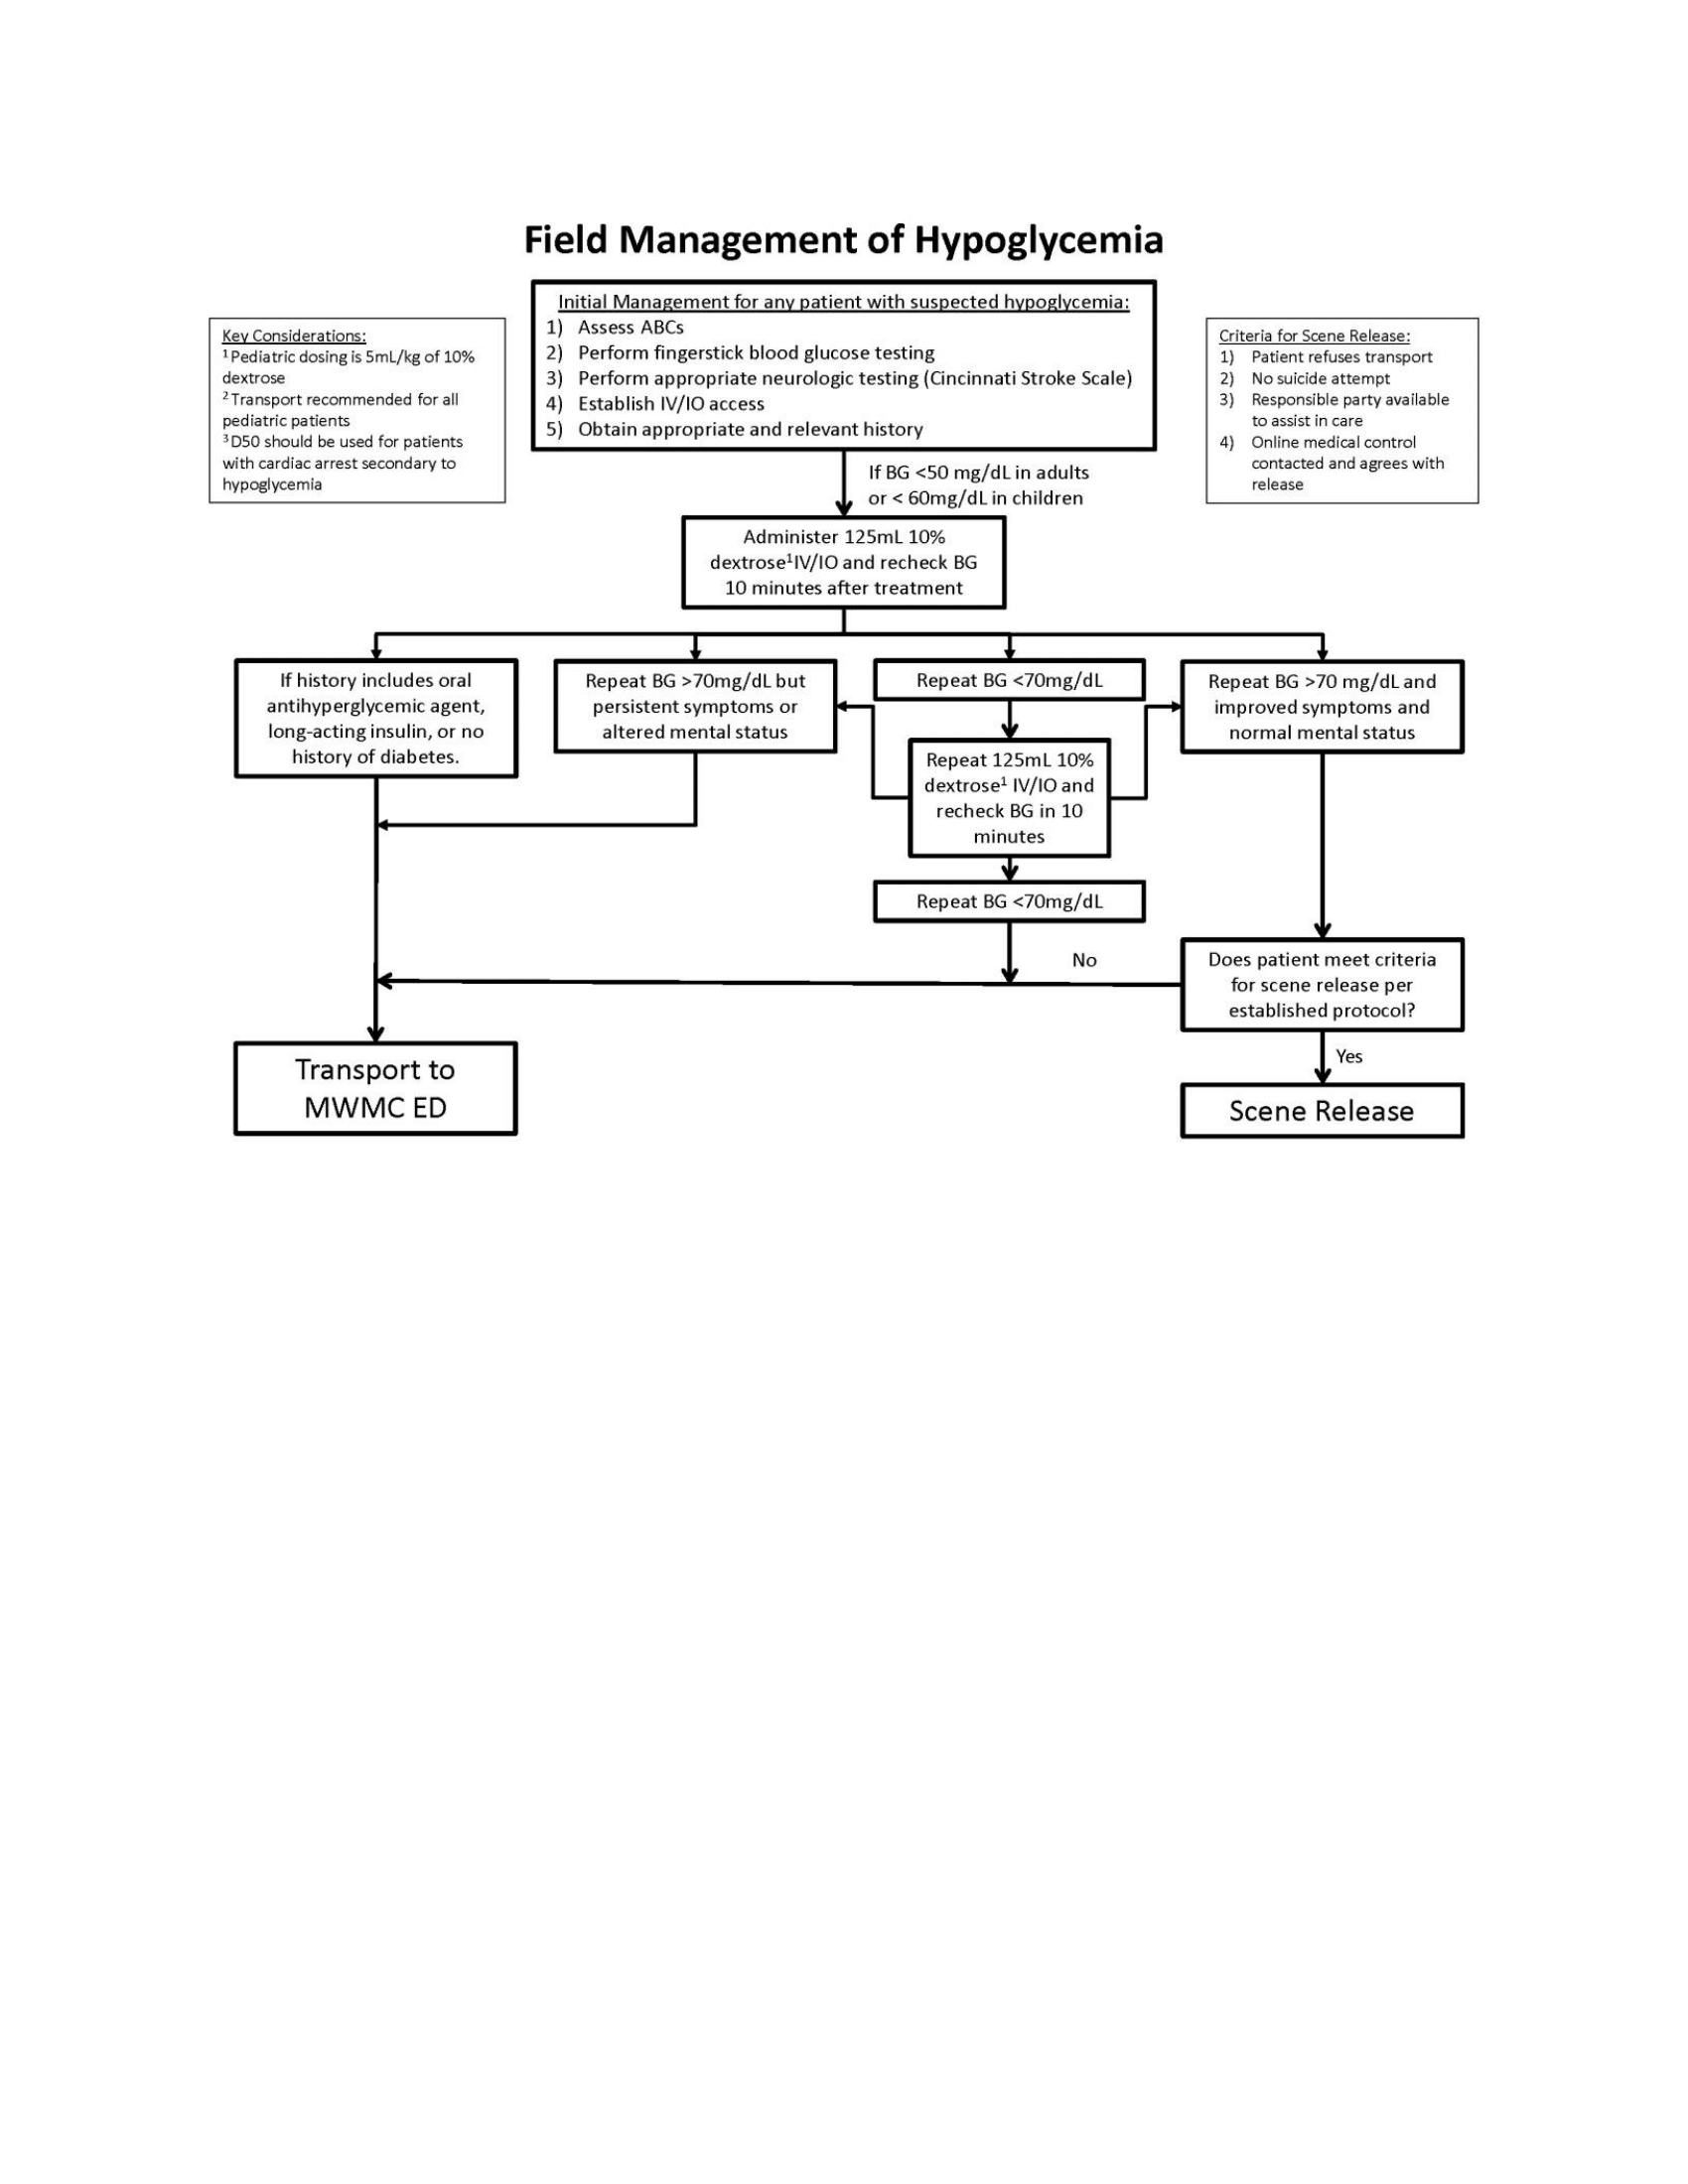 Field Management of Hypoglycemia
Initial Management for any patient with suspected hypoglycemia:
1) Assess ABCs
2) Perform fingerstick blood glucose testing
3) Perform appropriate neurologic testing (Cincinnati Stroke Scale)
4) Establish IV/IO access
5) Obtain appropriate and relevant history
Key Considerations:
¹ Pediatric dosing is 5mL/kg of 10%
dextrose
² Transport recommended for all
pediatric patients
³ D50 should be used for patients
with cardiac arrest secondary to
hypoglycemia
Criteria for Scene Release:
1) Patient refuses transport
2) No suicide attempt
3) Responsible party available
to assist in care
4) Online medical control
contacted and agrees with
release
If BG <50 mg/dL in adults
or < 60mg/dL in children
Administer 125mL 10%
dextrose¹IV/IO and recheck BG
10 minutes after treatment
If history includes oral
antihyperglycemic agent,
long-acting insulin, or no
history of diabetes.
Repeat BG >70mg/dL but
persistent symptoms or
altered mental status
Repeat BG <70mg/dL
Repeat BG >70 mg/dL and
improved symptoms and
normal mental status
Repeat 125mL 10%
dextrose¹ IV/IO and
recheck BG in 10
minutes
Repeat BG <70mg/dL
No
Does patient meet criteria
for scene release per
established protocol?
Yes
Transport to
MWMC ED
Scene Release